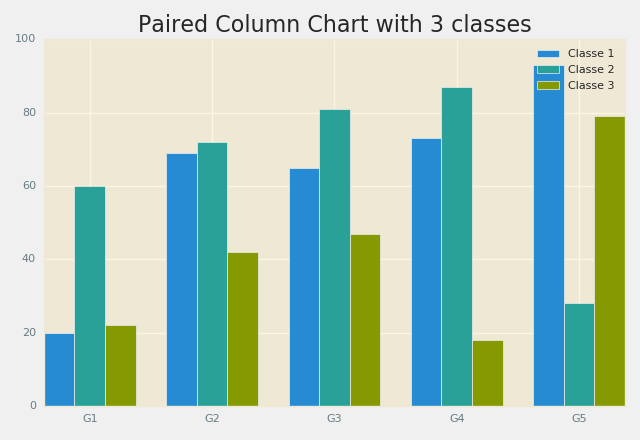 Paired Column Chart with 3 classes
100
80
60
40
20
0
Classe 1
Classe 2
Classe 3
G1 G2 G3 G4 G5